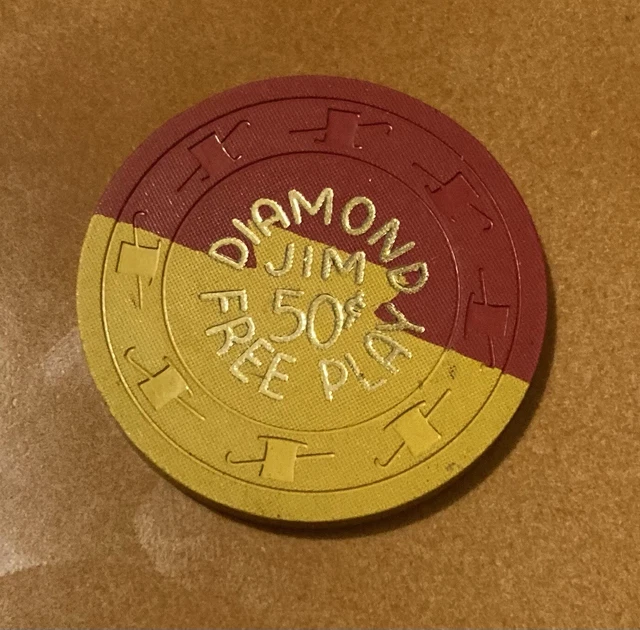 DIAMOND
JIM
50¢
FREE PLAY